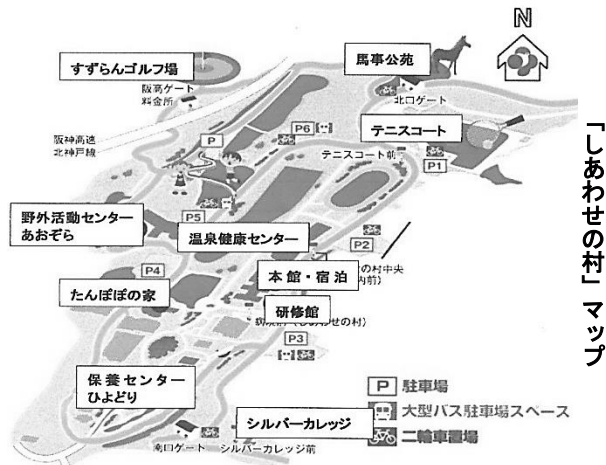 N
すずらんゴルフ場
馬事公苑
阪高ゲート
料金所
北口ゲート
テニスコート
阪神高速
北神戸線
P
P6
テニスコート前
P1
野外活動センター
あおぞら
P5
温泉健康センター
P2
本館・宿泊
の村中央
内前)
P4
たんぽぽの家
研修館
P3
保養センター
ひよどり
シルバーカレッジ
南口ゲート
シルバーカレッジ前
P 駐車場
大型バス駐車場スペース
二輪車置場
「しあわせの村」マップ